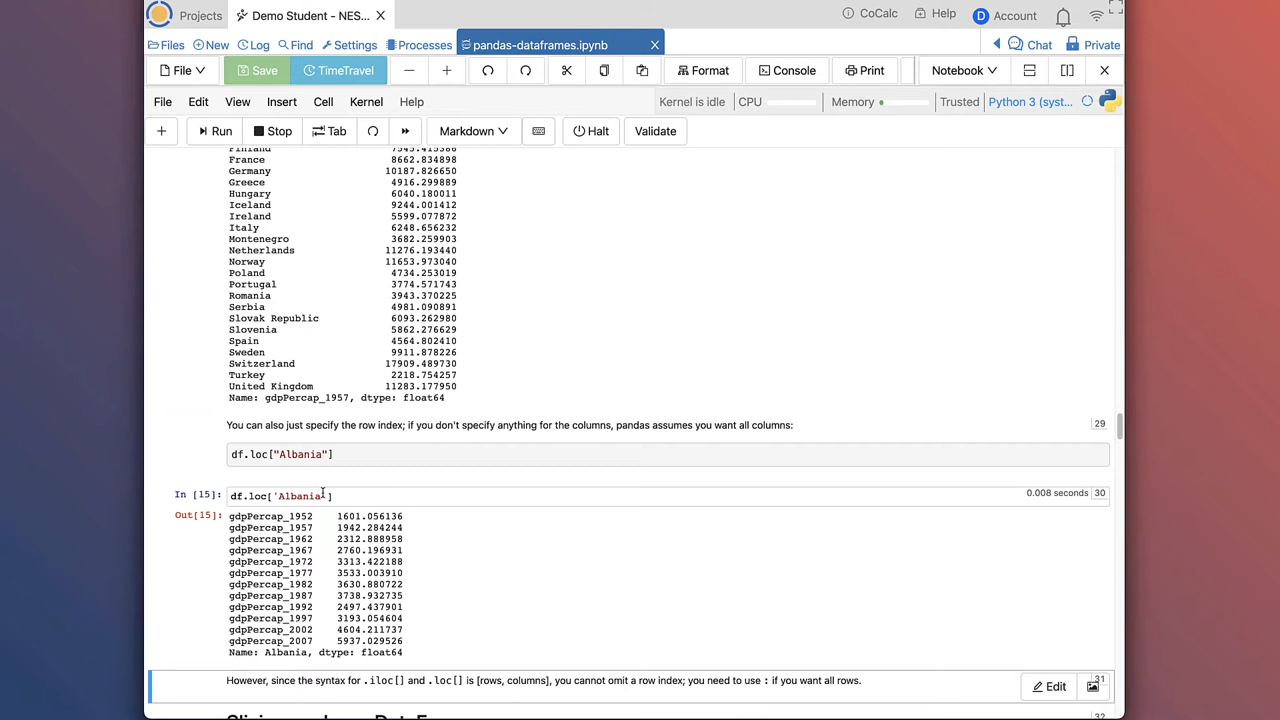 Projects
Demo Student - NES...
CoCalc
Help
Account
Files
New
Log
Find
Settings
Processes
pandas-dataframes.ipynb
Chat
Private
File
Save
TimeTravel
Format
Console
Print
Notebook
File
Edit
View
Insert
Cell
Kernel
Help
Kernel is idle
CPU
Memory
Trusted
Python 3 (syst...
Run
Stop
Tab
Markdown
Halt
Validate
Finland 7545.415386
France 8662.834898
Germany 10187.826650
Greece 4916.299889
Hungary 6040.180011
Iceland 9244.001412
Ireland 5599.077872
Italy 6248.656232
Montenegro 3682.259903
Netherlands 11276.193440
Norway 11653.973040
Poland 4734.253019
Portugal 3774.571743
Romania 3943.370225
Serbia 4981.090891
Slovak Republic 6093.262980
Slovenia 5862.276629
Spain 4564.802410
Sweden 9911.878226
Switzerland 17909.489730
Turkey 2218.754257
United Kingdom 11283.177950
Name: gdpPercap_1957, dtype: float64
You can also just specify the row index; if you don't specify anything for the columns, pandas assumes you want all columns: 29
df.loc["Albania"]
In [15]: df.loc['Albania'] 0.008 seconds 30
Out[15]: gdpPercap_1952 1601.056136
gdpPercap_1957 1942.284244
gdpPercap_1962 2312.888958
gdpPercap_1967 2760.196931
gdpPercap_1972 3313.422188
gdpPercap_1977 3533.003910
gdpPercap_1982 3630.880722
gdpPercap_1987 3738.932735
gdpPercap_1992 2497.437901
gdpPercap_1997 3193.054604
gdpPercap_2002 4604.211737
gdpPercap_2007 5937.029526
Name: Albania, dtype: float64
However, since the syntax for .iloc[] and .loc[] is [rows, columns], you cannot omit a row index; you need to use : if you want all rows. 31
Edit
32